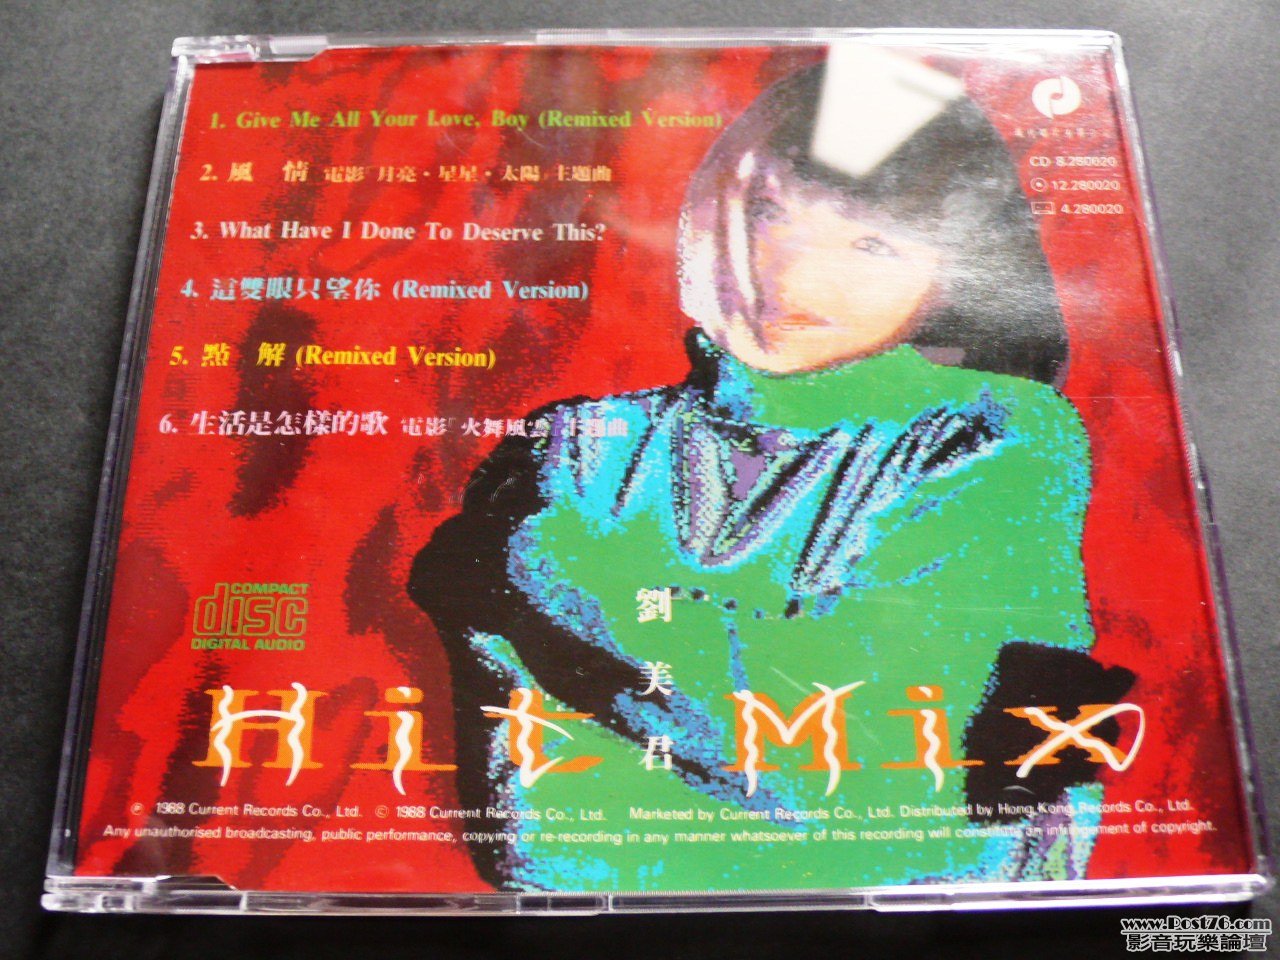 1. Give Me All Your Love, Boy (Remixed Version)
2. 風 情 電影「月亮·星星·太陽」主題曲
3. What Have I Done To Deserve This?
4. 這雙眼只望你 (Remixed Version)
5. 點 解 (Remixed Version)
6. 生活是怎樣的歌 電影「火舞風雲」主題曲
CD 8.280020
12.280020
4.280020
COMPACT
disc
DIGITAL AUDIO
劉
美
君
Hit Mix
℗ 1988 Current Records Co., Ltd. © 1988 Current Records Co., Ltd. Marketed by Current Records Co., Ltd. Distributed by Hong Kong Records Co., Ltd.
Any unauthorised broadcasting, public performance, copying or re-recording in any manner whatsoever of this recording will constitute an infringement of copyright.
www.Post76.com
影音玩樂論壇